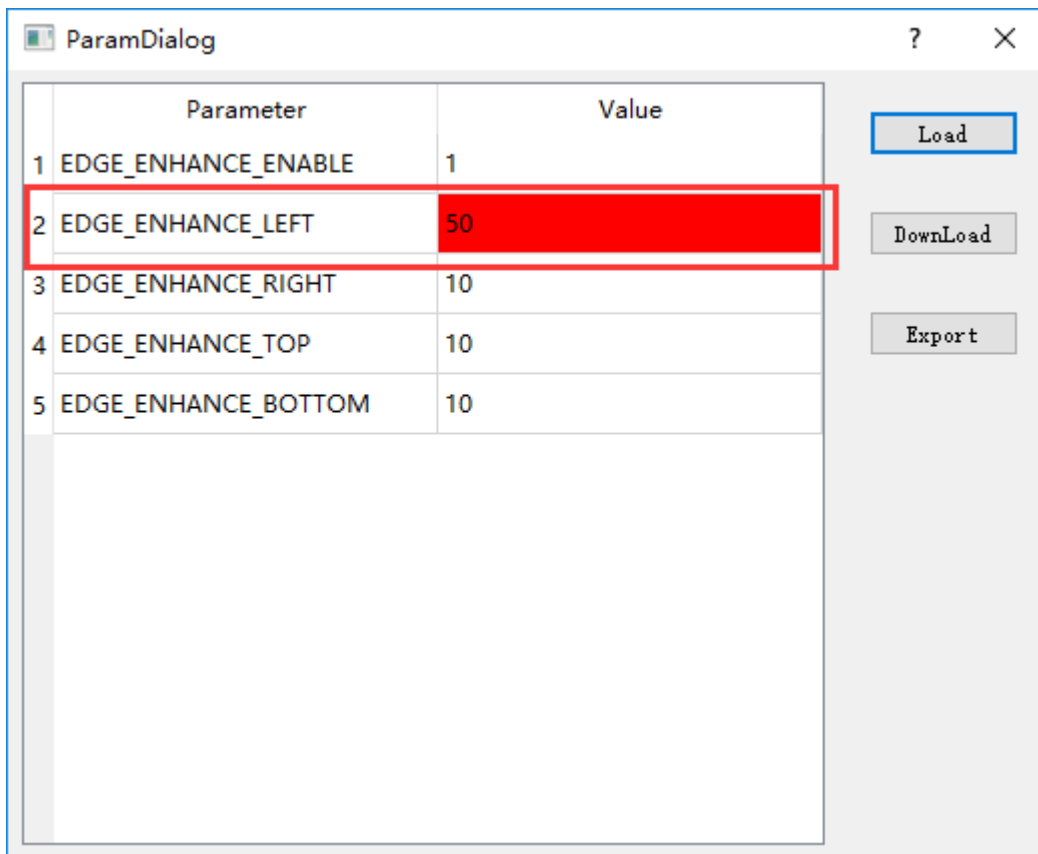 ParamDialog ?
Parameter Value
1 EDGE_ENHANCE_ENABLE 1
2 EDGE_ENHANCE_LEFT 50
3 EDGE_ENHANCE_RIGHT 10
4 EDGE_ENHANCE_TOP 10
5 EDGE_ENHANCE_BOTTOM 10
Load
DownLoad
Export